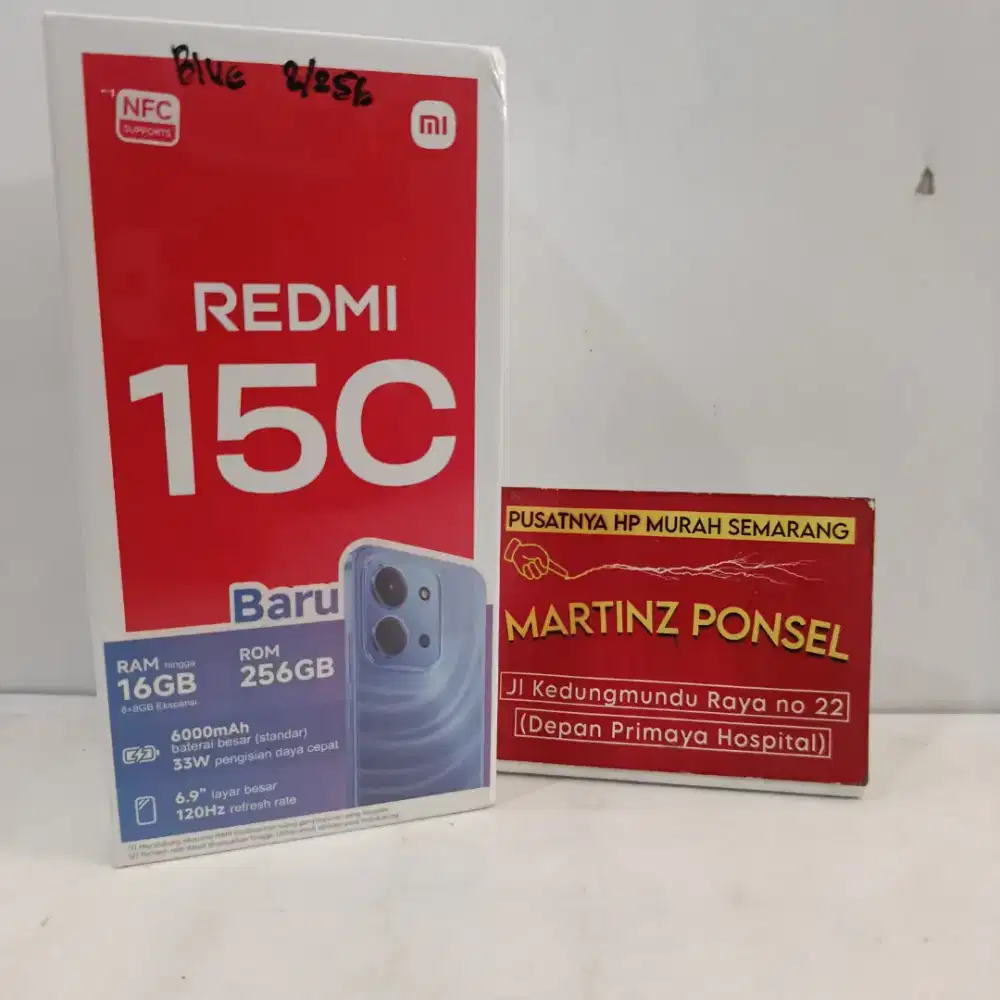 Blue 8/256
NFC
SUPPORTS
mi
REDMI
15C
Baru
RAM hingga
16GB
8+8GB Ekspansi
ROM
256GB
6000mAh
baterai besar (standar)
33W pengisian daya cepat
6.9" layar besar
120Hz refresh rate
PUSATNYA HP MURAH SEMARANG
MARTINZ PONSEL
Jl Kedungmundu Raya no 22
(Depan Primaya Hospital)